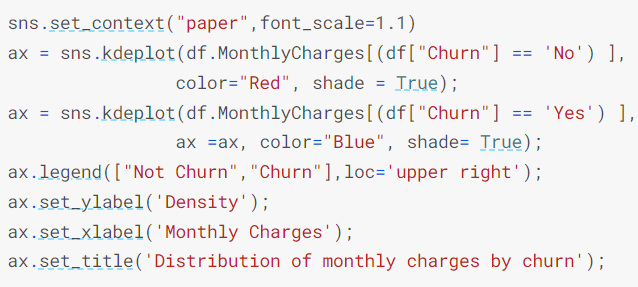 sns.set_context("paper",font_scale=1.1)
ax = sns.kdeplot(df.MonthlyCharges[(df["Churn"] == 'No') ],
                color="Red", shade = True);
ax = sns.kdeplot(df.MonthlyCharges[(df["Churn"] == 'Yes') ],
                ax =ax, color="Blue", shade= True);
ax.legend(["Not Churn","Churn"],loc='upper right');
ax.set_ylabel('Density');
ax.set_xlabel('Monthly Charges');
ax.set_title('Distribution of monthly charges by churn');